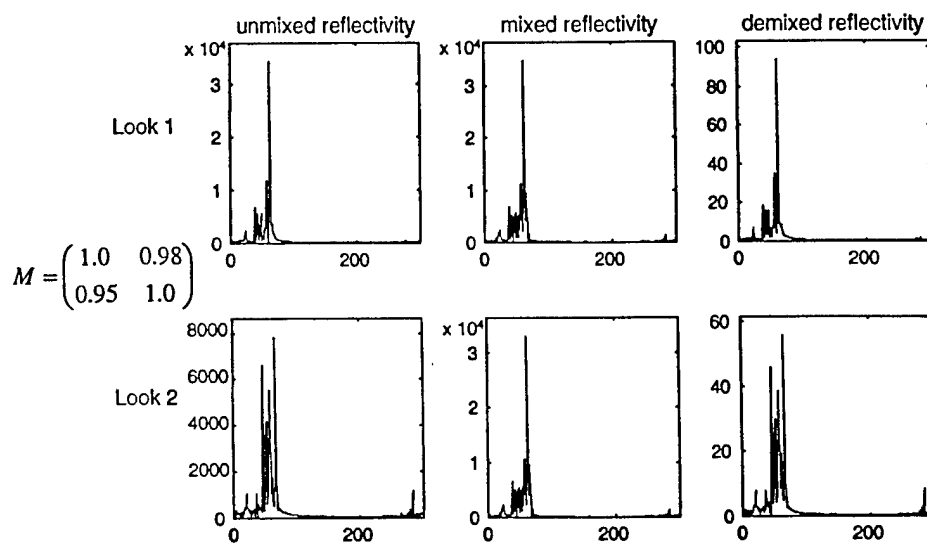 unmixed reflectivity mixed reflectivity demixed reflectivity
x 10⁴ x 10⁴ 100
3 3 80
Look 1
2 2 60
40
1 1 20
0 0 0
0 200 0 200 0 200
M = (1.0 0.98
0.95 1.0)
8000 x 10⁴ 60
6000 3 40
Look 2
4000 2
2000 1 20
0 0 0
0 200 0 200 0 200